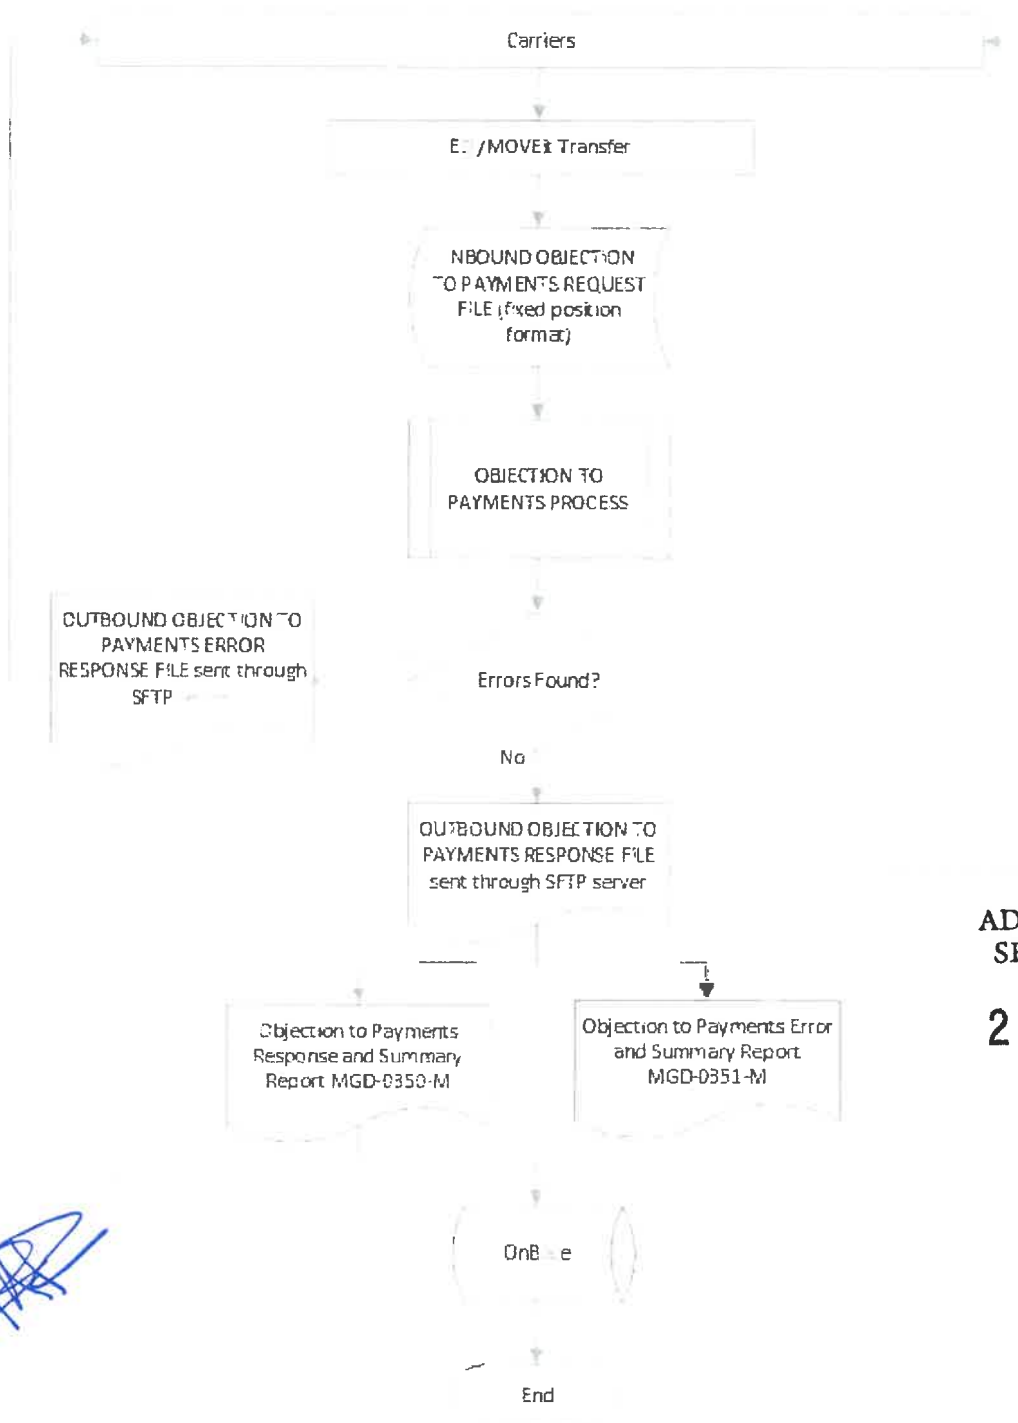 Carriers
/MOVEit Transfer
NBOUND OBJECTION
TO PAYMENTS REQUEST
FILE (fixed position
format)
OBJECTION TO
PAYMENTS PROCESS
OUTBOUND OBJECTION TO
PAYMENTS ERROR
RESPONSE FILE sent through
SFTP
Errors Found?
No
OUTBOUND OBJECTION TO
PAYMENTS RESPONSE FILE
sent through SFTP server
Objection to Payments
Response and Summary
Report MGD-0350-M
Objection to Payments Error
and Summary Report
MGD-0351-M
AD
2
End